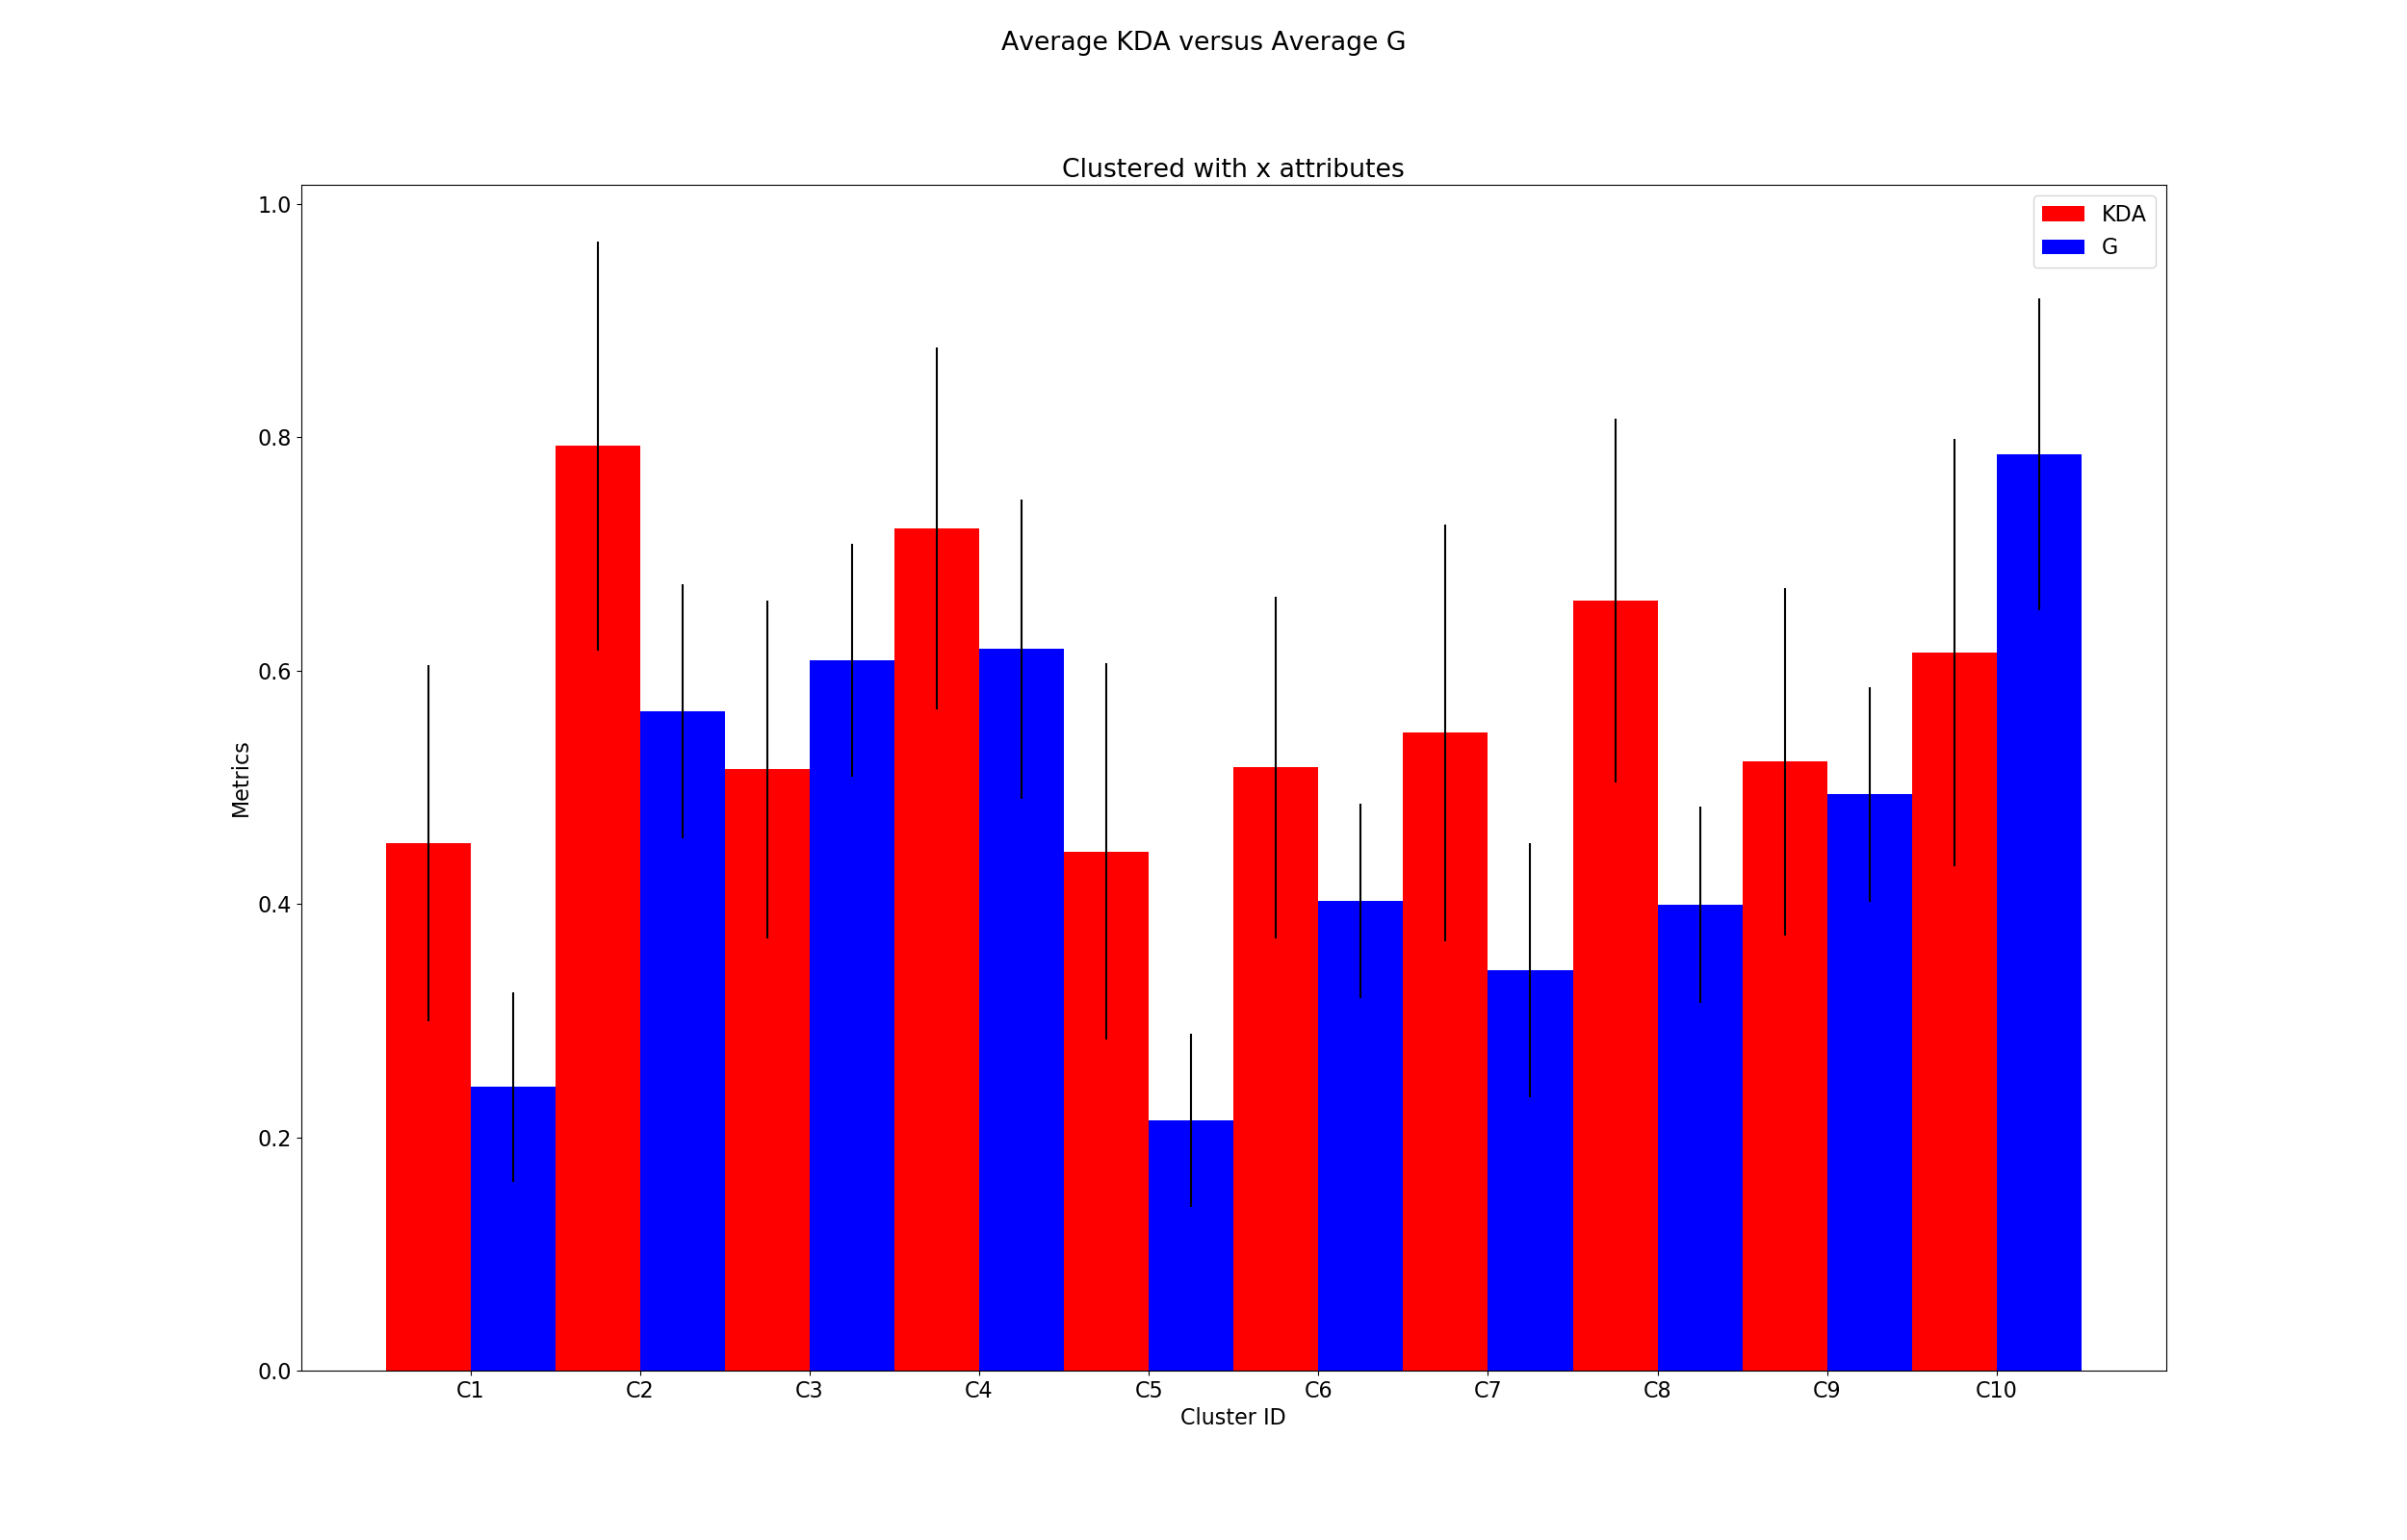 Average KDA versus Average G
Clustered with x attributes
1.0
0.8
0.6
0.4
0.2
0.0
Metrics
KDA
G
C1 C2 C3 C4 C5 C6 C7 C8 C9 C10
Cluster ID